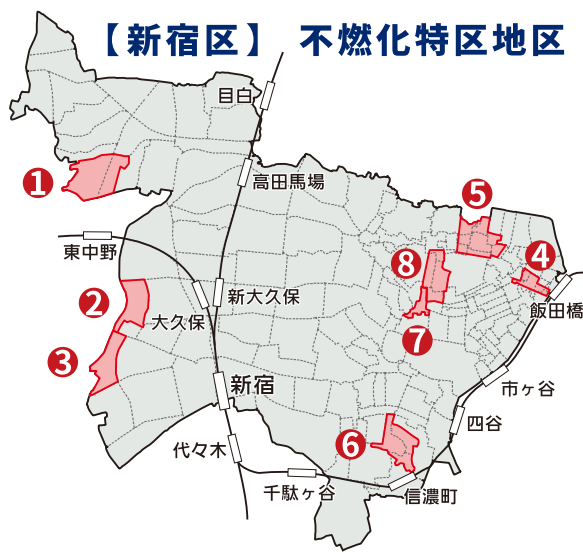 【新宿区】 不燃化特区地区
目白
1
高田馬場
5
東中野
8
4
2
新大久保
大久保
飯田橋
7
3
新宿
市ヶ谷
四谷
6
代々木
千駄ヶ谷
信濃町